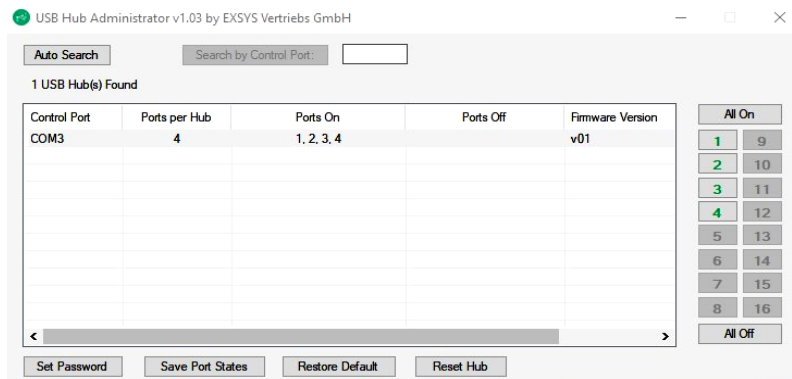 USB Hub Administrator v1.03 by EXSYS Vertriebs GmbH
Auto Search Search by Control Port:
1 USB Hub(s) Found
Control Port Ports per Hub Ports On Ports Off Firmware Version
COM3 4 1, 2, 3, 4 v01
All On
1 9
2 10
3 11
4 12
5 13
6 14
7 15
8 16
All Off
Set Password Save Port States Restore Default Reset Hub